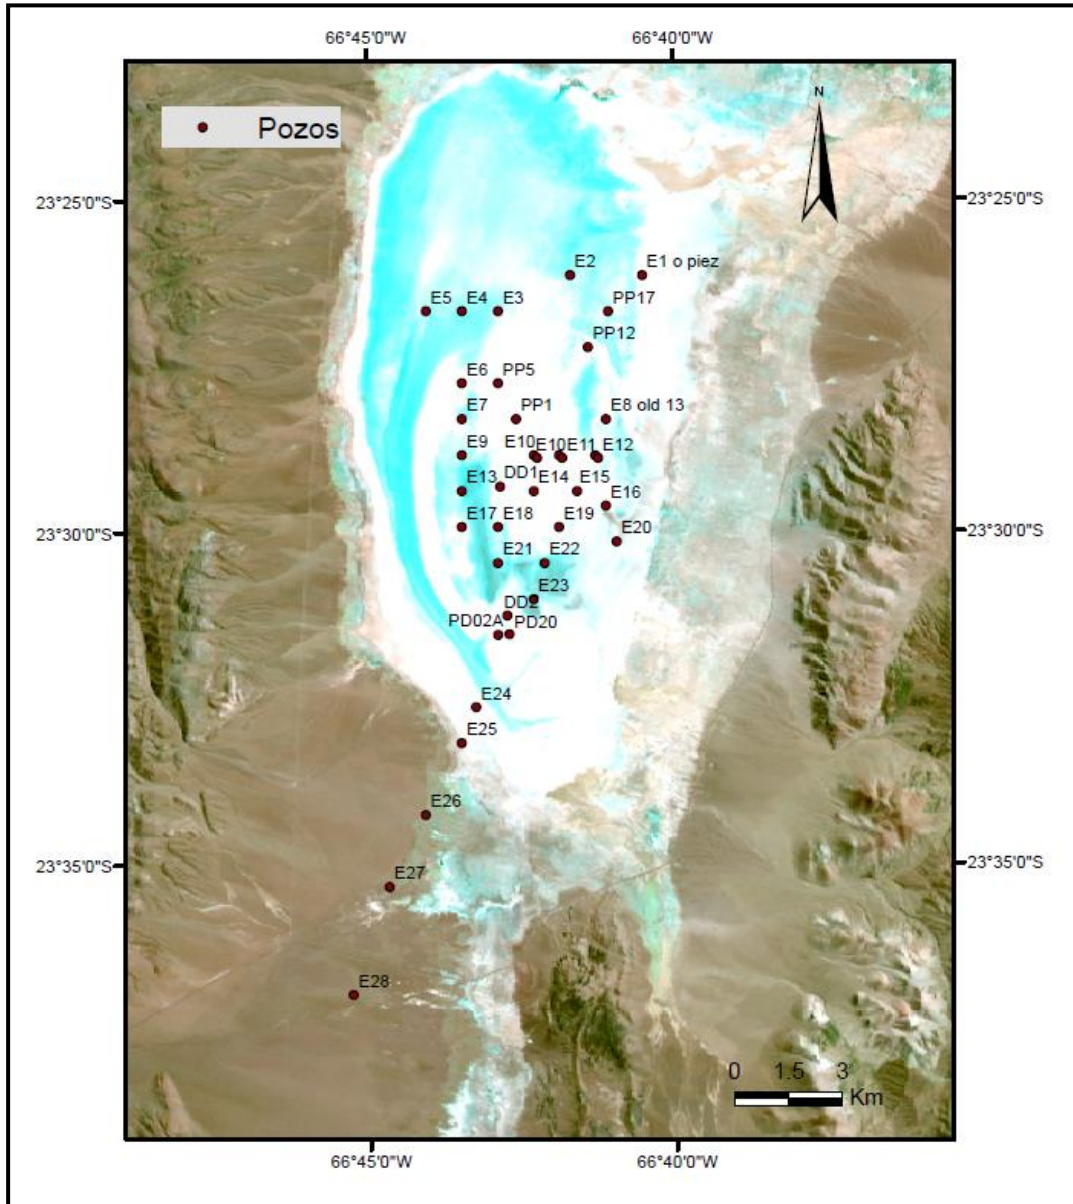 66°45'0"W 66°40'0"W
N
Pozos
23°25'0"S 23°25'0"S
E2 E1 o piez
E5 E4 E3 PP17
PP12
E6 PP5
E7 PP1 E8 old 13
E9 E10 E10 E11 E12
E13 DD1 E14 E15
E16
E17 E18 E19
23°30'0"S E20 23°30'0"S
E21 E22
E23
DD2
PD02A PD20
E24
E25
E26
23°35'0"S 23°35'0"S
E27
E28
0 1.5 3
Km
66°45'0"W 66°40'0"W